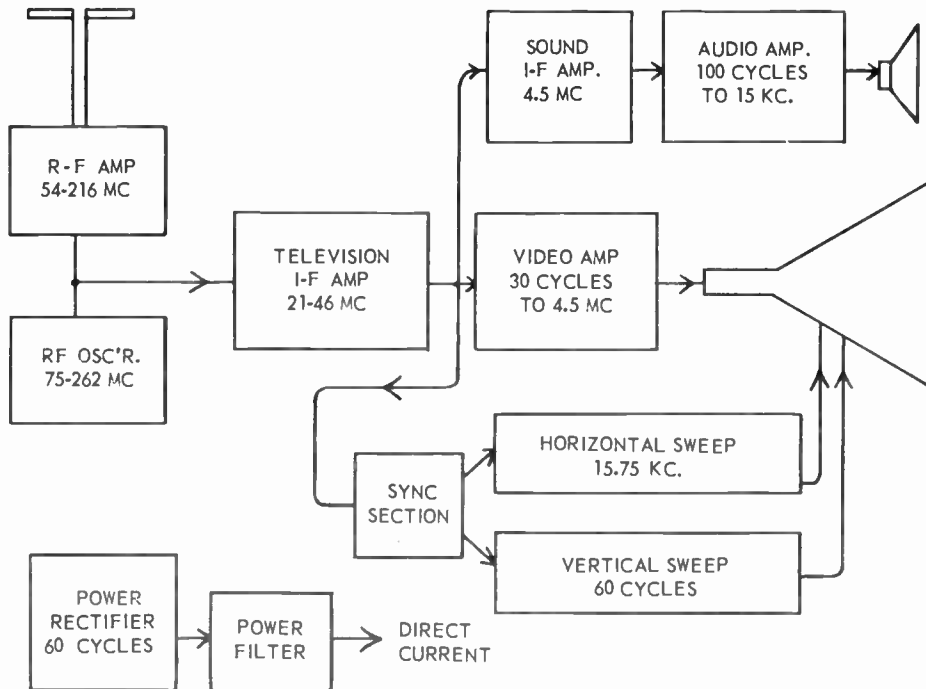 SOUND
I-F AMP.
4.5 MC
AUDIO AMP.
100 CYCLES
TO 15 KC.
R-F AMP
54-216 MC
TELEVISION
I-F AMP
21-46 MC
VIDEO AMP
30 CYCLES
TO 4.5 MC
RF OSC'R.
75-262 MC
HORIZONTAL SWEEP
15.75 KC.
SYNC
SECTION
VERTICAL SWEEP
60 CYCLES
POWER
RECTIFIER
60 CYCLES
POWER
FILTER
DIRECT
CURRENT